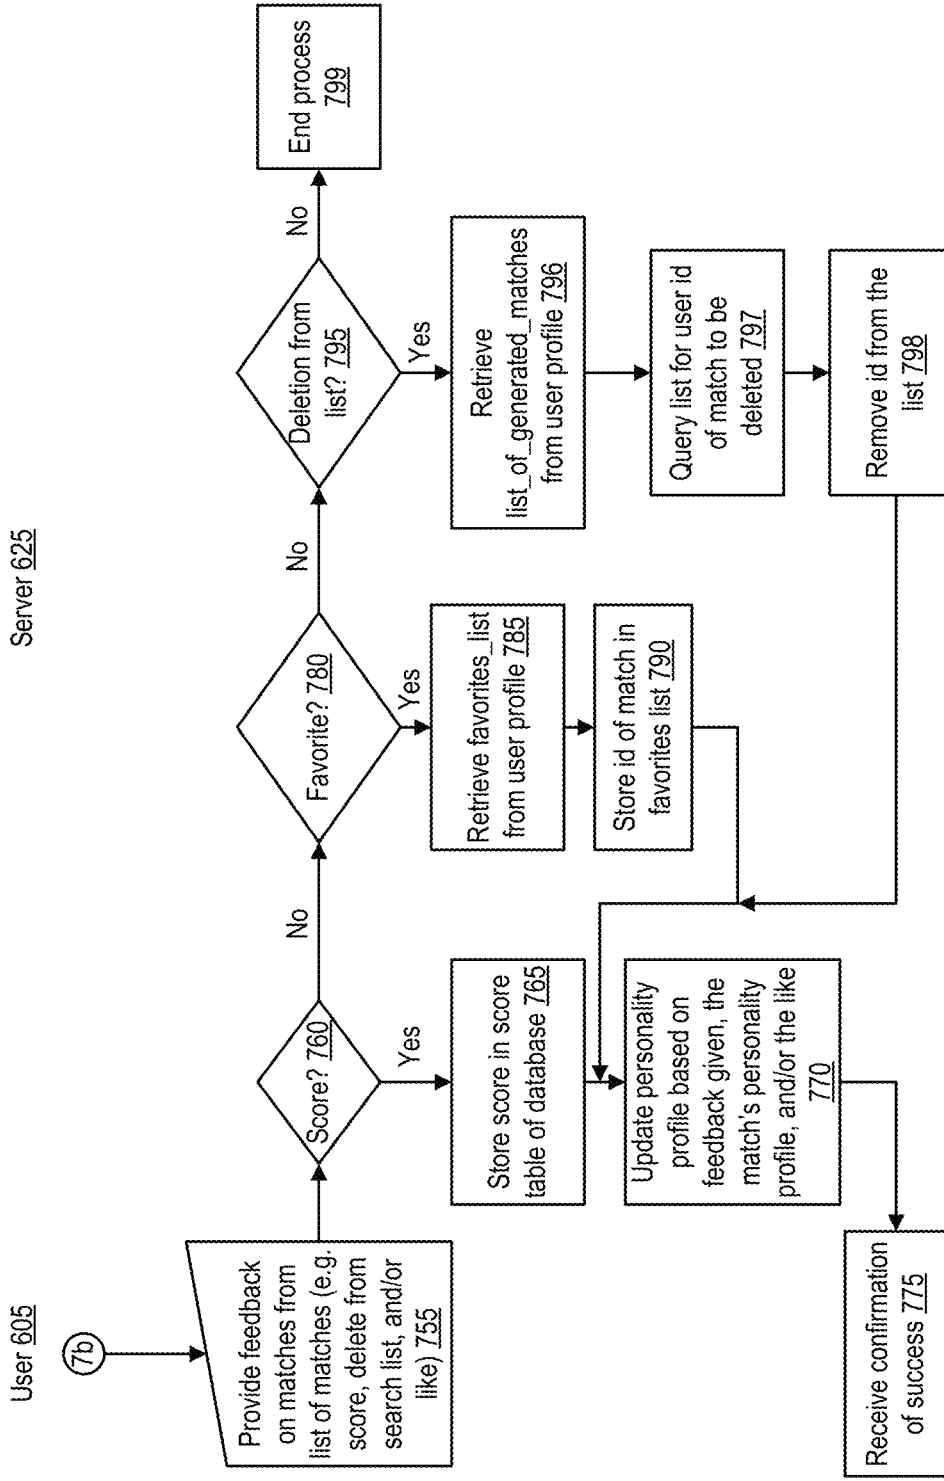 User 605
Server 625
7b
Provide feedback
on matches from
list of matches (e.g.
score, delete from
search list, and/or
like) 755
Score? 760
No
Yes
Store score in score
table of database 765
Update personality
profile based on
feedback given, the
match's personality
profile, and/or the like
770
Receive confirmation
of success 775
Favorite? 780
No
Yes
Retrieve favorites_list
from user profile 785
Store id of match in
favorites list 790
Deletion from
list? 795
No
Yes
Retrieve
list_of_generated_matches
from user profile 796
Query list for user id
of match to be
deleted 797
Remove id from the
list 798
End process
799